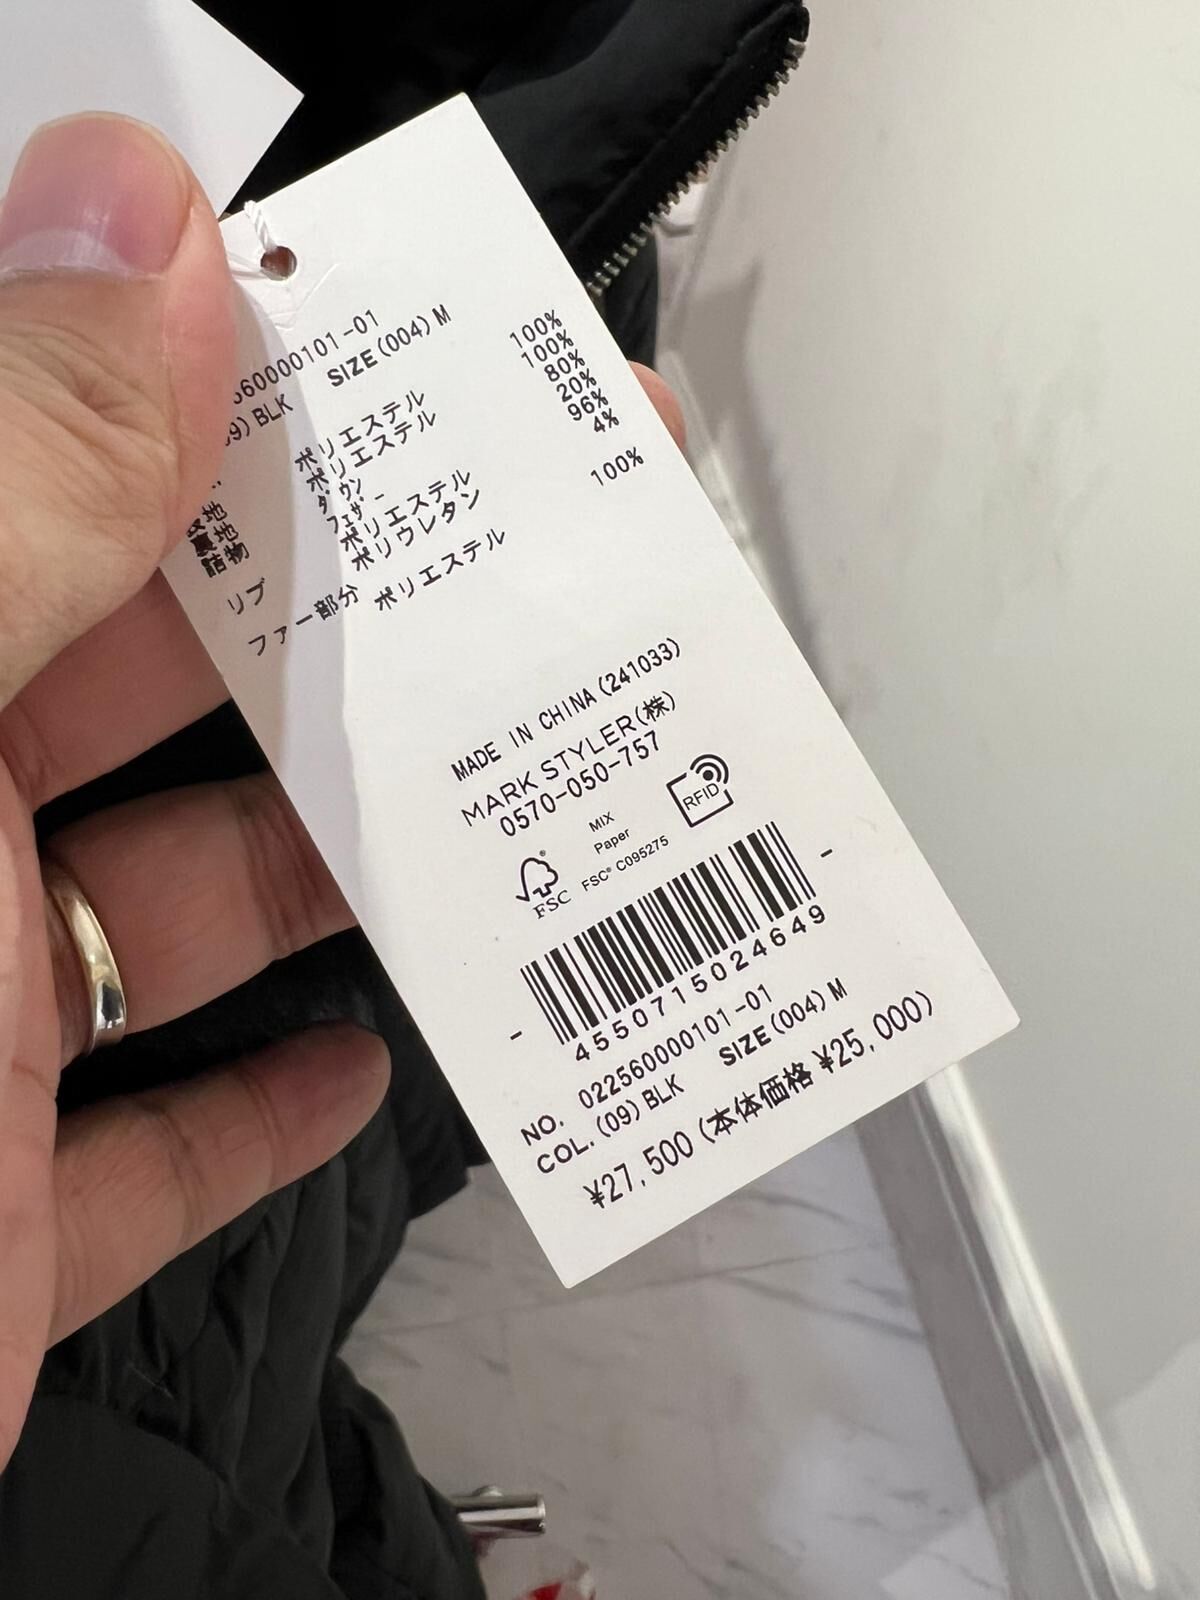 60000101-01
9) BLK SIZE (004) M
ポリエステル 100%
裏地 ポリエステル 100%
詰物 ダウン 80%
フェザー 20%
リブ ポリエステル 96%
ポリウレタン 4%
ファー部分 ポリエステル 100%
MADE IN CHINA (241033)
MARK STYLER(株)
0570-050-757
MIX
Paper
FSC® C095275
FSC
RFID
4550715024649
NO. 022560000101-01
COL. (09) BLK SIZE (004) M
¥27,500 (本体価格 ¥25,000)